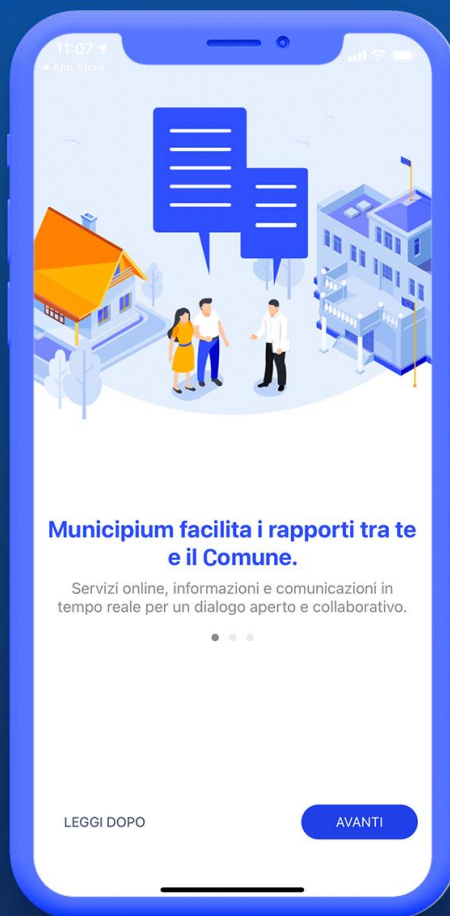 11:07
◀ App Store
Municipium facilita i rapporti tra te
e il Comune.
Servizi online, informazioni e comunicazioni in
tempo reale per un dialogo aperto e collaborativo.
LEGGI DOPO
AVANTI